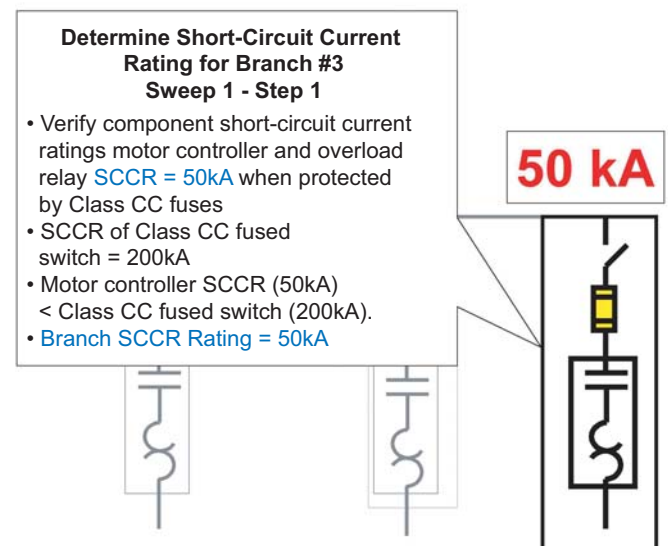 Determine Short-Circuit Current
Rating for Branch #3
Sweep 1 - Step 1
• Verify component short-circuit current
ratings motor controller and overload
relay SCCR = 50kA when protected
by Class CC fuses
• SCCR of Class CC fused
switch = 200kA
• Motor controller SCCR (50kA)
< Class CC fused switch (200kA).
• Branch SCCR Rating = 50kA
50 kA